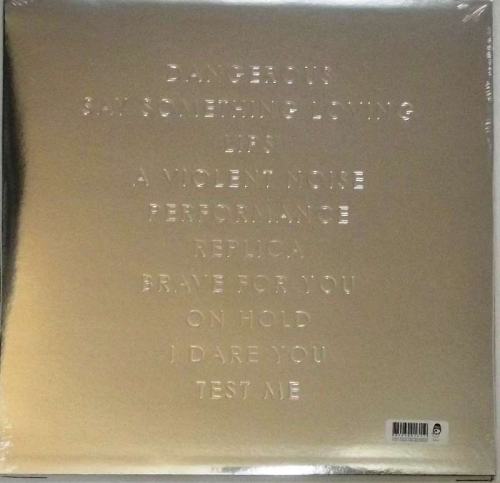 DANGEROUS
SAY SOMETHING LOVING
LIPS
A VIOLENT NOISE
PERFORMANCE
REPLICA
BRAVE FOR YOU
ON HOLD
I DARE YOU
TEST ME